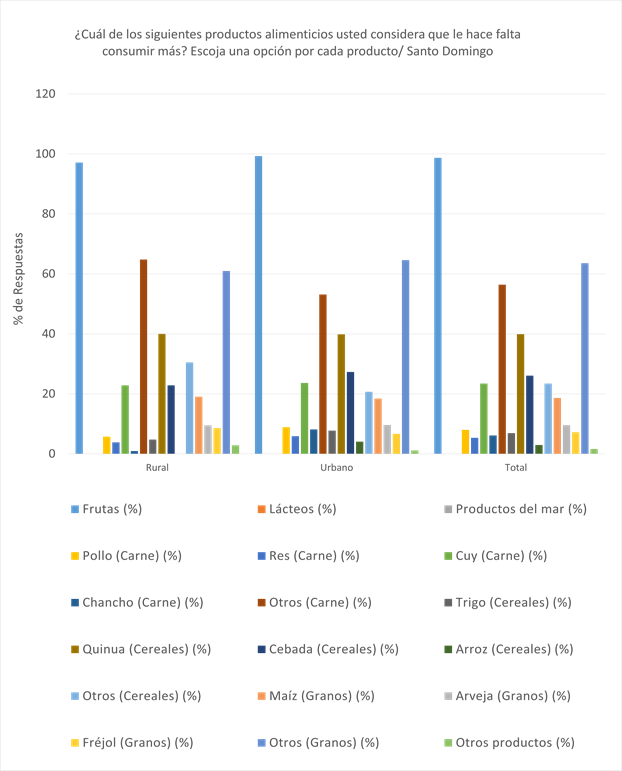 ¿Cuál de los siguientes productos alimenticios usted considera que le hace falta
consumir más? Escoja una opción por cada producto/ Santo Domingo
120
100
80
60
40
20
0
% de Respuestas
Rural Urbano Total
Frutas (%) Lácteos (%) Productos del mar (%)
Pollo (Carne) (%) Res (Carne) (%) Cuy (Carne) (%)
Chancho (Carne) (%) Otros (Carne) (%) Trigo (Cereales) (%)
Quinua (Cereales) (%) Cebada (Cereales) (%) Arroz (Cereales) (%)
Otros (Cereales) (%) Maíz (Granos) (%) Arveja (Granos) (%)
Fréjol (Granos) (%) Otros (Granos) (%) Otros productos (%)